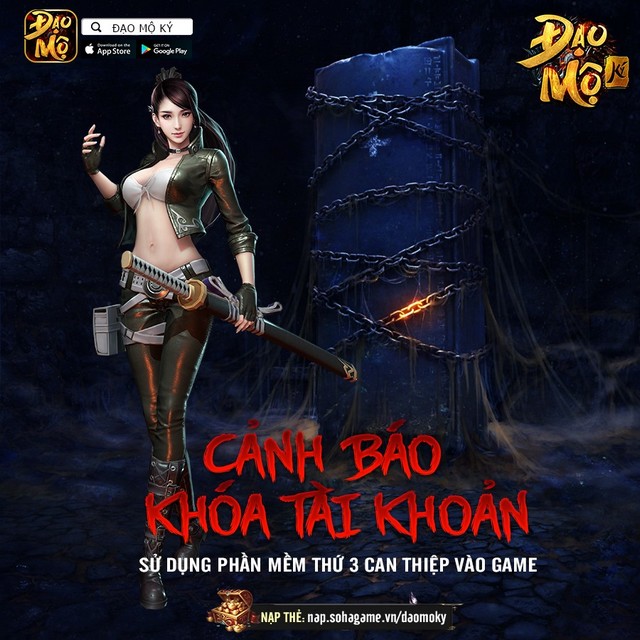 ĐẠO MỘ
ĐẠO MỘ KÝ
Download on the App Store
GET IT ON Google Play
ĐẠO MỘ KÝ
CẢNH BÁO
KHÓA TÀI KHOẢN
SỬ DỤNG PHẦN MỀM THỨ 3 CAN THIỆP VÀO GAME
NẠP THẺ: nap.sohagame.vn/daomoky